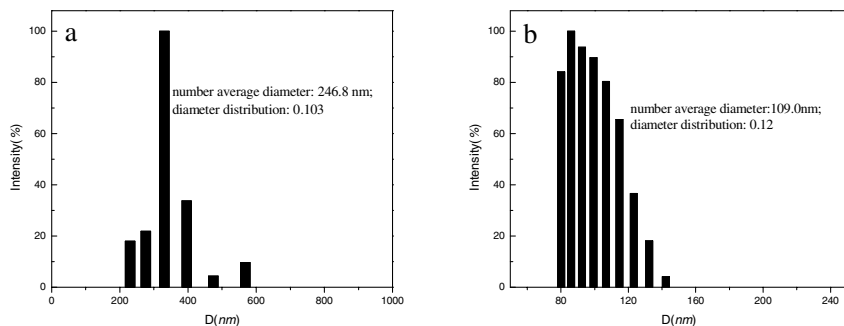 a
number average diameter: 246.8 nm;
diameter distribution: 0.103
100
80
60
40
20
0
Intensity(%)
0 200 400 600 800 1000
D(nm)
b
number average diameter:109.0nm;
diameter distribution: 0.12
100
80
60
40
20
0
Intensity(%)
80 120 160 200 240
D(nm)